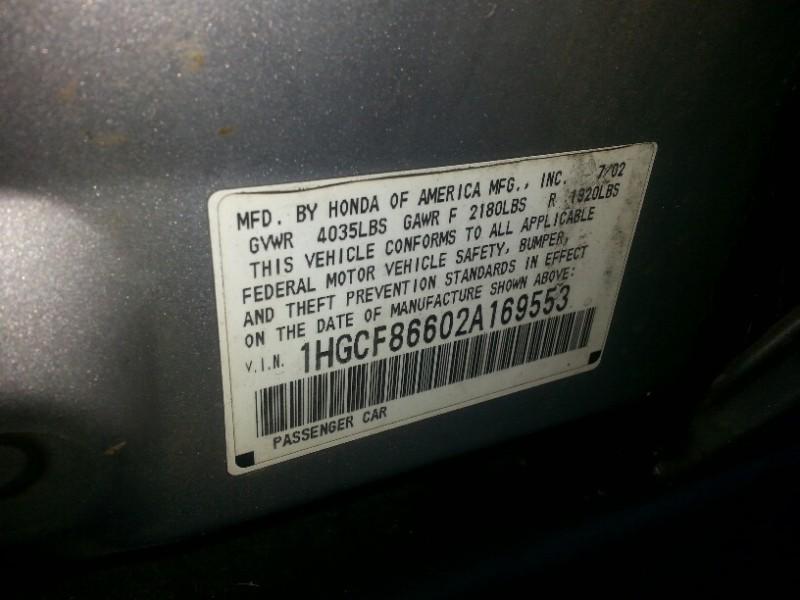 MFD. BY HONDA OF AMERICA MFG., INC. 7/02
GVWR 4035LBS GAWR F 2180LBS R 1920LBS
THIS VEHICLE CONFORMS TO ALL APPLICABLE
FEDERAL MOTOR VEHICLE SAFETY, BUMPER,
AND THEFT PREVENTION STANDARDS IN EFFECT
ON THE DATE OF MANUFACTURE SHOWN ABOVE:
V.I.N. 1HGCF86602A169553
PASSENGER CAR